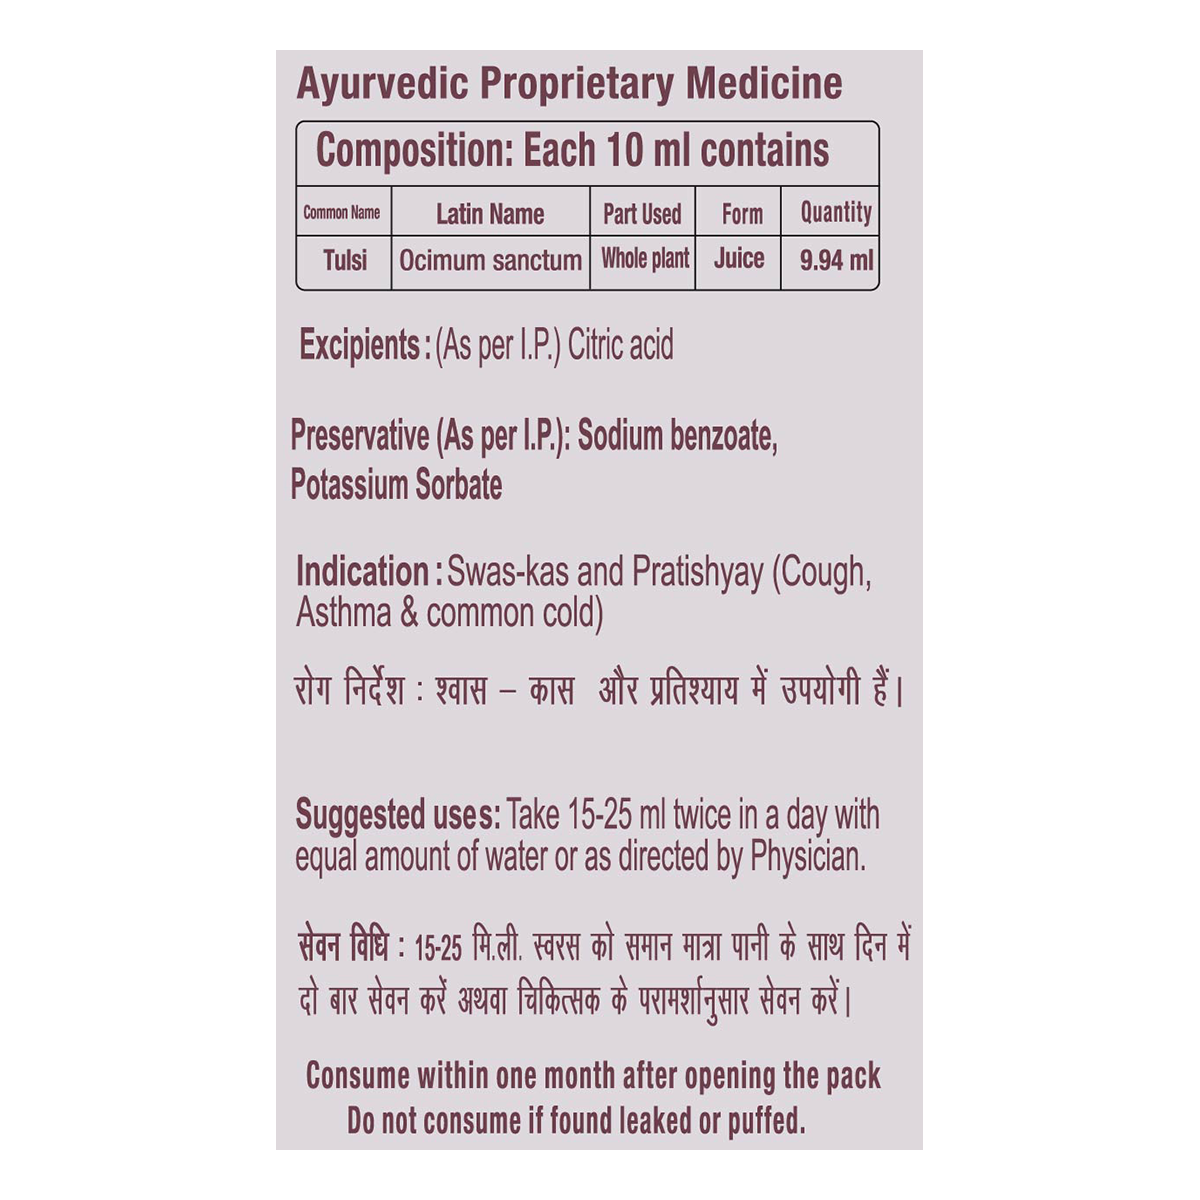 Ayurvedic Proprietary Medicine
Composition: Each 10 ml contains
Common Name Latin Name Part Used Form Quantity
Tulsi Ocimum sanctum Whole plant Juice 9.94 ml
Excipients : (As per I.P.) Citric acid
Preservative (As per I.P.): Sodium benzoate,
Potassium Sorbate
Indication : Swas-kas and Pratishyay (Cough,
Asthma & common cold)
रोग निर्देश : श्वास – कास और प्रतिश्याय में उपयोगी हैं।
Suggested uses: Take 15-25 ml twice in a day with
equal amount of water or as directed by Physician.
सेवन विधि : 15-25 मि.ली. स्वरस को समान मात्रा पानी के साथ दिन में
दो बार सेवन करें अथवा चिकित्सक के परामर्शानुसार सेवन करें।
Consume within one month after opening the pack
Do not consume if found leaked or puffed.